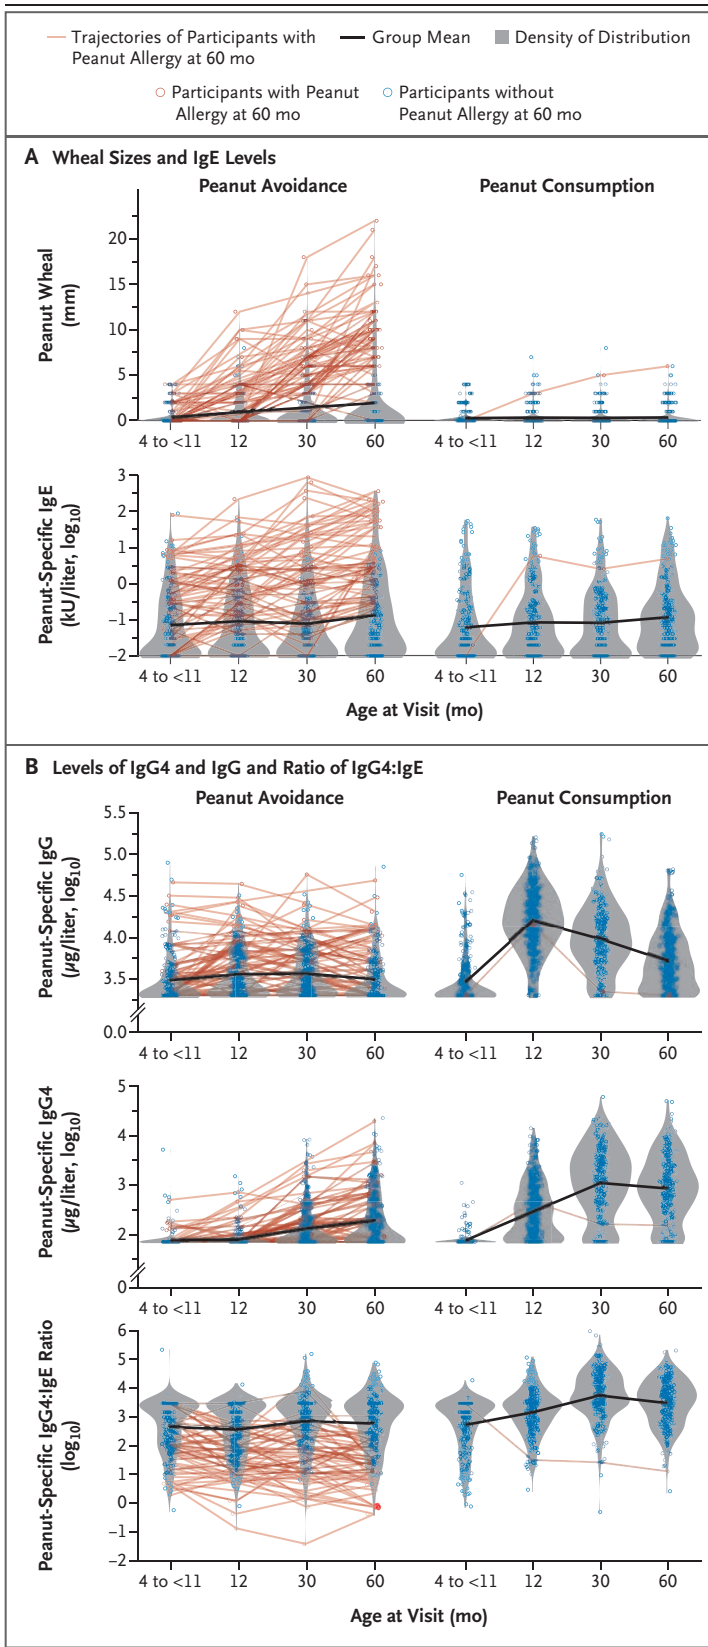 Trajectories of Participants with Peanut Allergy at 60 mo
Group Mean
Density of Distribution
Participants with Peanut Allergy at 60 mo
Participants without Peanut Allergy at 60 mo
A Wheal Sizes and IgE Levels
Peanut Avoidance
Peanut Consumption
Peanut Wheal
(mm)
20
15
10
5
0
4 to <11 12 30 60
4 to <11 12 30 60
Peanut-Specific IgE
(kU/liter, log10)
3
2
1
0
−1
−2
4 to <11 12 30 60
4 to <11 12 30 60
Age at Visit (mo)
B Levels of IgG4 and IgG and Ratio of IgG4:IgE
Peanut Avoidance
Peanut Consumption
Peanut-Specific IgG
(µg/liter, log10)
5.5
5.0
4.5
4.0
3.5
0.0
4 to <11 12 30 60
4 to <11 12 30 60
Peanut-Specific IgG4
(µg/liter, log10)
5
4
3
2
0
4 to <11 12 30 60
4 to <11 12 30 60
Peanut-Specific IgG4:IgE Ratio
(log10)
6
5
4
3
2
1
0
−1
−2
4 to <11 12 30 60
4 to <11 12 30 60
Age at Visit (mo)